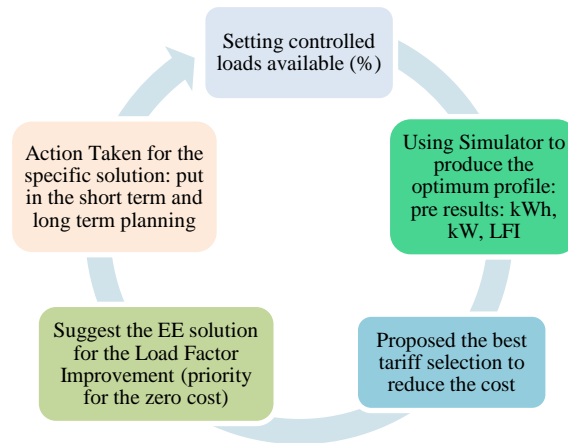 Setting controlled
loads available (%)
Using Simulator to
produce the
optimum profile:
pre results: kWh,
kW, LFI
Proposed the best
tariff selection to
reduce the cost
Suggest the EE solution
for the Load Factor
Improvement (priority
for the zero cost)
Action Taken for the
specific solution: put
in the short term and
long term planning